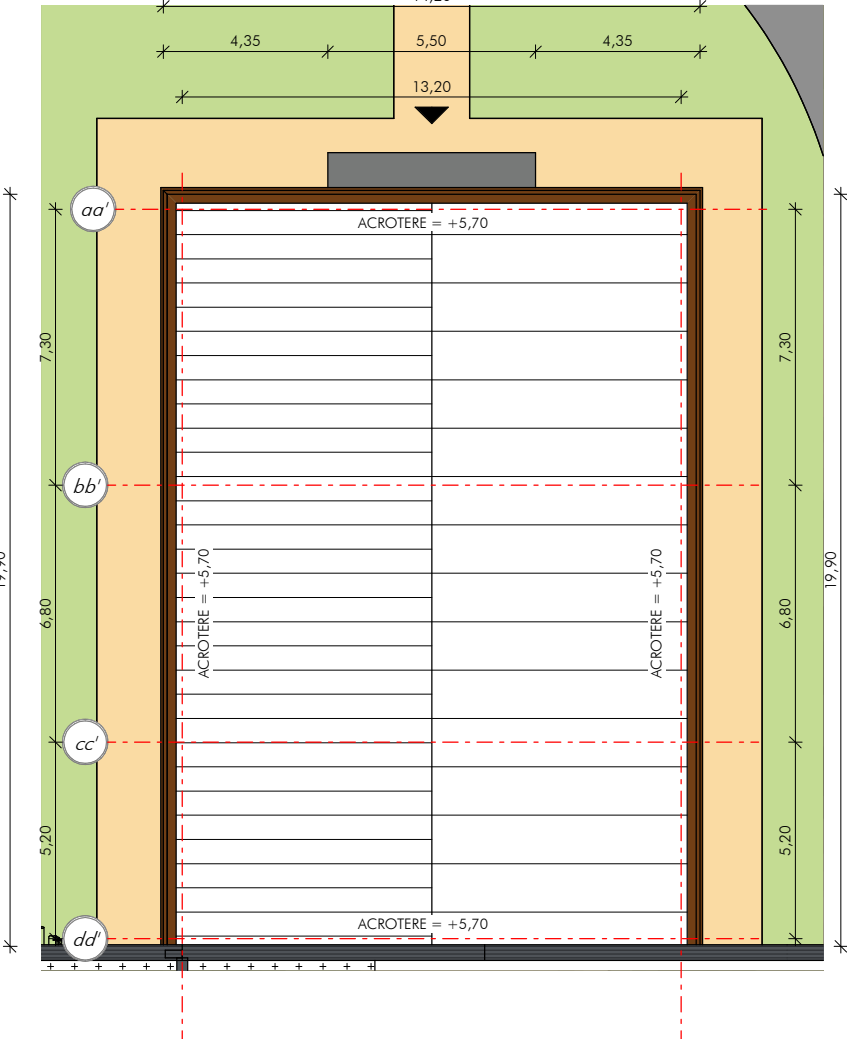 4,35
5,50
4,35
13,20
aa'
ACROTERE = +5,70
7,30
7,30
bb'
ACROTERE = +5,70
ACROTERE = +5,70
19,90
6,80
6,80
cc'
5,20
5,20
ACROTERE = +5,70
dd'